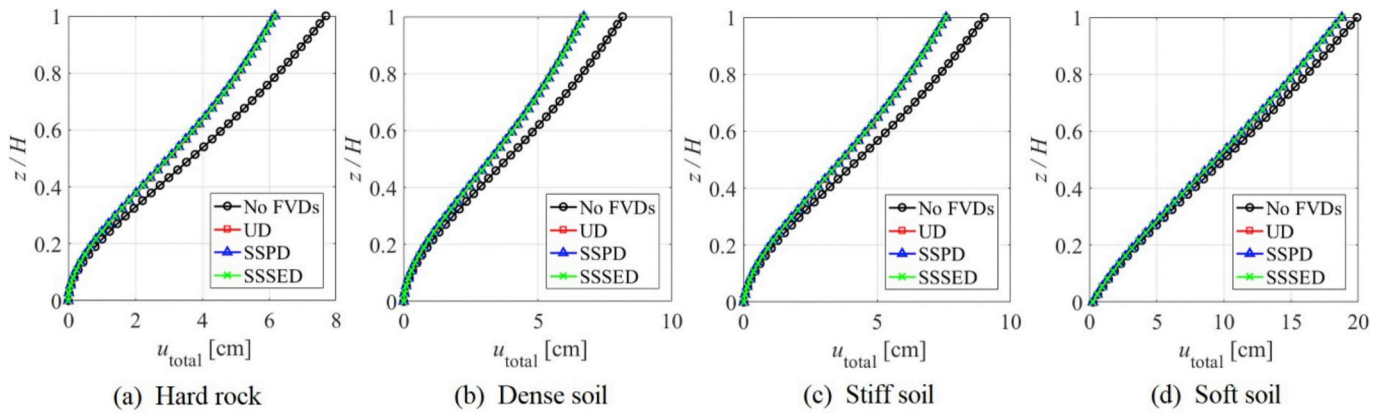 1
0.8
0.6
0.4
0.2
0
z / H
0 2 4 6 8
u total [cm]
No FVDs
UD
SSPD
SSSED
(a) Hard rock
1
0.8
0.6
0.4
0.2
0
z / H
0 5 10
u total [cm]
No FVDs
UD
SSPD
SSSED
(b) Dense soil
1
0.8
0.6
0.4
0.2
0
z / H
0 5 10
u total [cm]
No FVDs
UD
SSPD
SSSED
(c) Stiff soil
1
0.8
0.6
0.4
0.2
0
z / H
0 5 10 15 20
u total [cm]
No FVDs
UD
SSPD
SSSED
(d) Soft soil